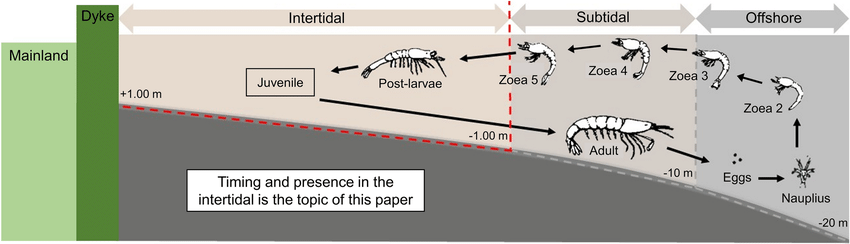 Mainland
Dyke
Intertidal
Subtidal
Offshore
+1.00 m
Juvenile
Post-larvae
Zoea 5
Zoea 4
Zoea 3
Zoea 2
-1.00 m
Adult
-10 m
Eggs
Nauplius
-20 m
Timing and presence in the
intertidal is the topic of this paper